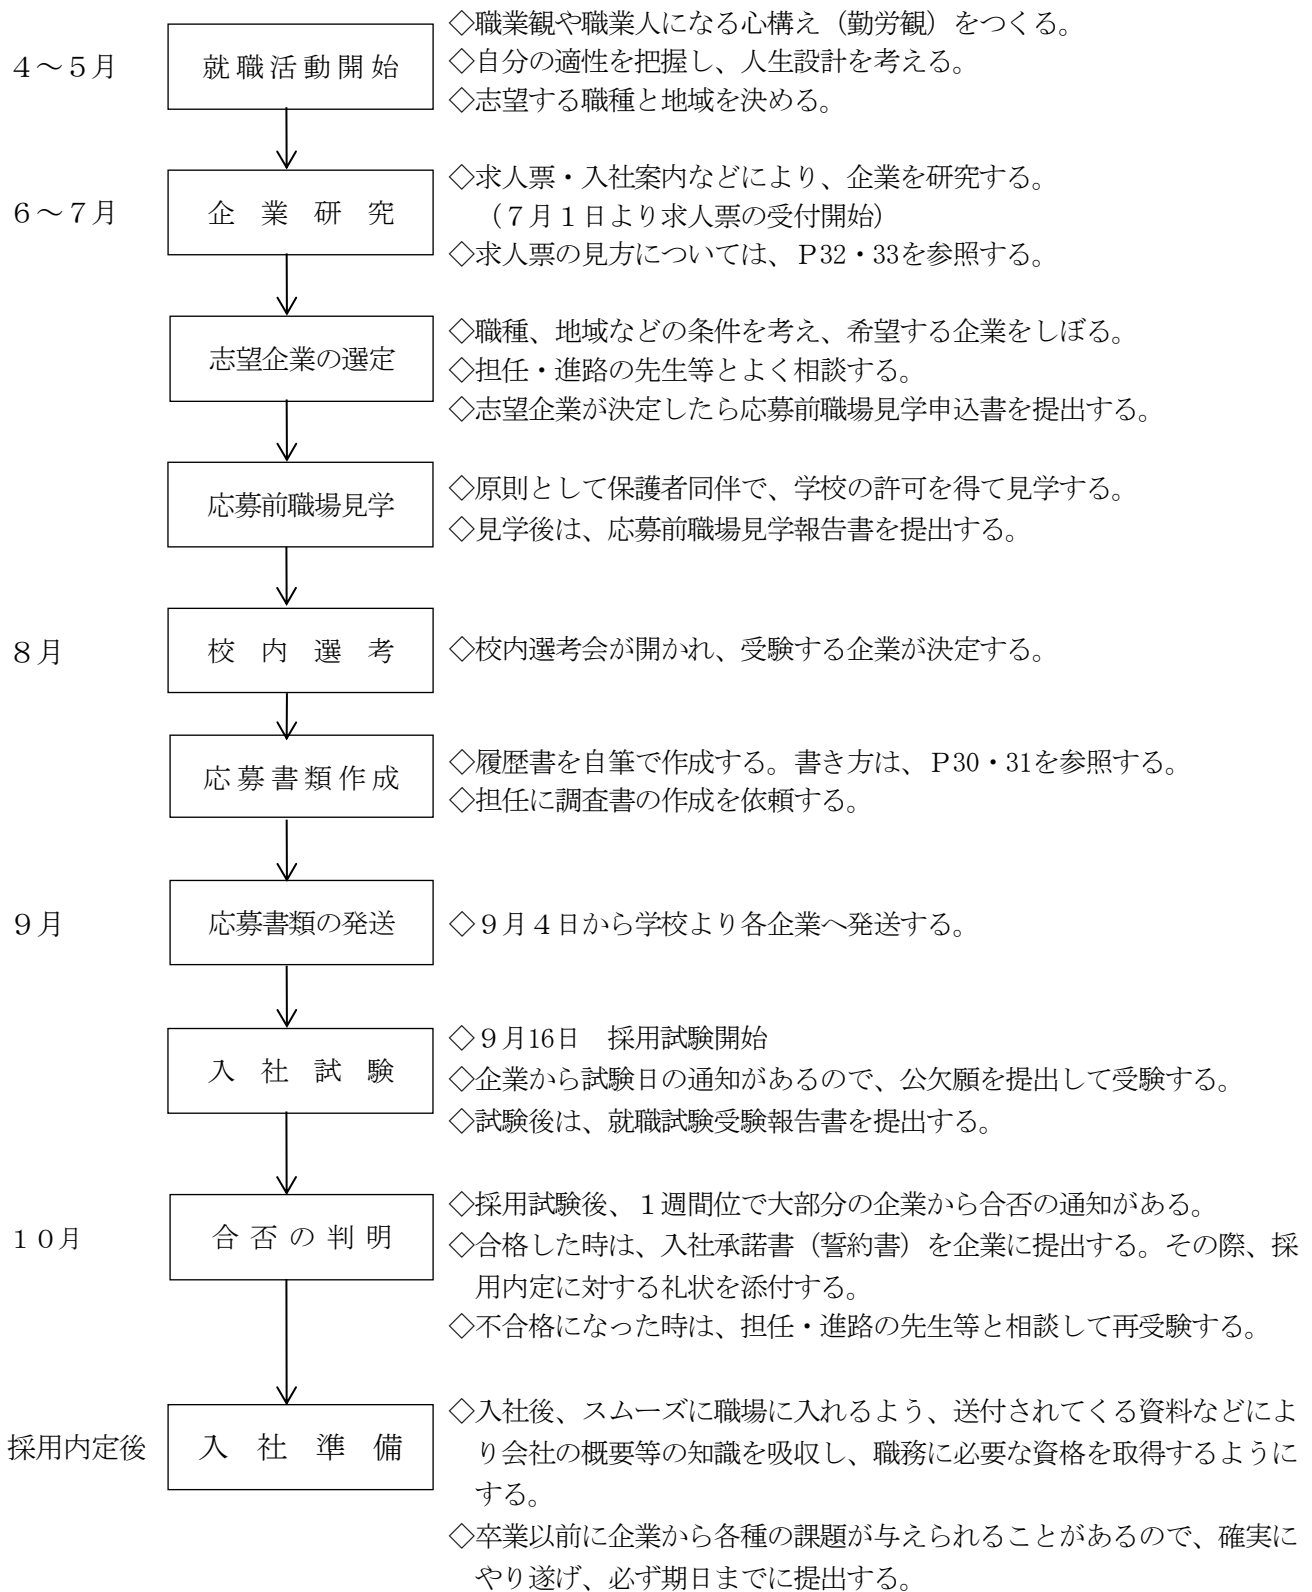 ◇職業観や職業人になる心構え（勤労観）をつくる。
４～５月
就職活動開始
◇自分の適性を把握し、人生設計を考える。
◇志望する職種と地域を決める。
◇求人票・入社案内などにより、企業を研究する。
６～７月
企業研究
（７月１日より求人票の受付開始）
◇求人票の見方については、Ｐ32・33を参照する。
◇職種、地域などの条件を考え、希望する企業をしぼる。
志望企業の選定
◇担任・進路の先生等とよく相談する。
◇志望企業が決定したら応募前職場見学申込書を提出する。
応募前職場見学
◇原則として保護者同伴で、学校の許可を得て見学する。
◇見学後は、応募前職場見学報告書を提出する。
８月
校内選考
◇校内選考会が開かれ、受験する企業が決定する。
応募書類作成
◇履歴書を自筆で作成する。書き方は、Ｐ30・31を参照する。
◇担任に調査書の作成を依頼する。
９月
応募書類の発送
◇９月４日から学校より各企業へ発送する。
◇９月16日　採用試験開始
入社試験
◇企業から試験日の通知があるので、公欠願を提出して受験する。
◇試験後は、就職試験受験報告書を提出する。
◇採用試験後、１週間位で大部分の企業から合否の通知がある。
１０月
合否の判明
◇合格した時は、入社承諾書（誓約書）を企業に提出する。その際、採
用内定に対する礼状を添付する。
◇不合格になった時は、担任・進路の先生等と相談して再受験する。
◇入社後、スムーズに職場に入れるよう、送付されてくる資料などによ
採用内定後
入社準備
り会社の概要等の知識を吸収し、職務に必要な資格を取得するように
する。
◇卒業以前に企業から各種の課題が与えられることがあるので、確実に
やり遂げ、必ず期日までに提出する。